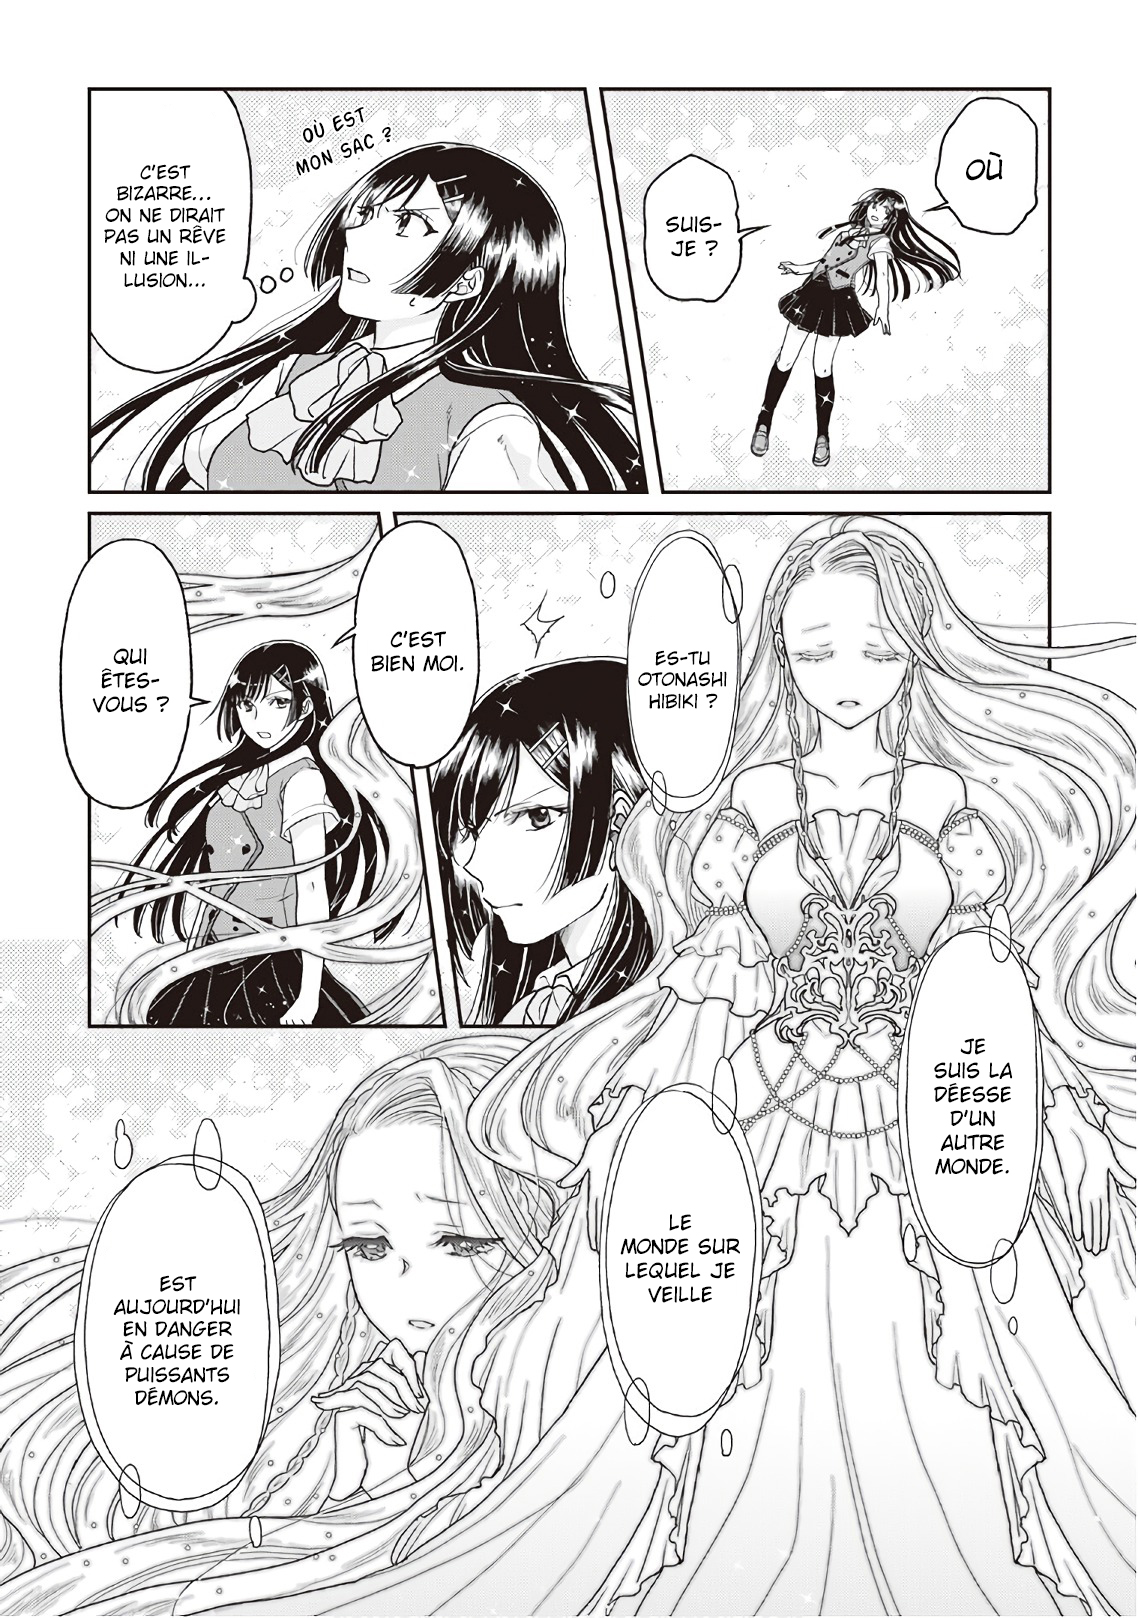 OÙ
SUIS-
JE ?
OÙ EST
MON SAC ?
C'EST
BIZARRE...
ON NE DIRAIT
PAS UN RÊVE
NI UNE IL-
LUSION...
ES-TU
OTONASHI
HIBIKI ?
C'EST
BIEN MOI.
QUI
ÊTES-
VOUS ?
JE
SUIS LA
DÉESSE
D'UN
AUTRE
MONDE.
LE
MONDE SUR
LEQUEL JE
VEILLE
EST
AUJOURD'HUI
EN DANGER
À CAUSE DE
PUISSANTS
DÉMONS.